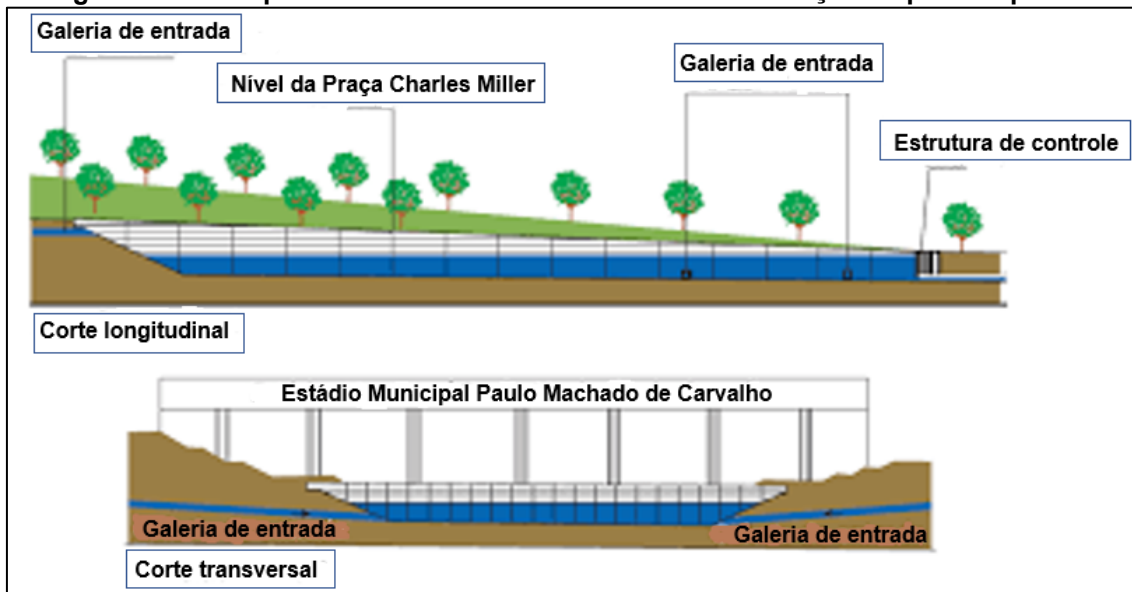 Galeria de entrada
Nível da Praça Charles Miller
Galeria de entrada
Estrutura de controle
Corte longitudinal
Estádio Municipal Paulo Machado de Carvalho
Galeria de entrada
Galeria de entrada
Corte transversal